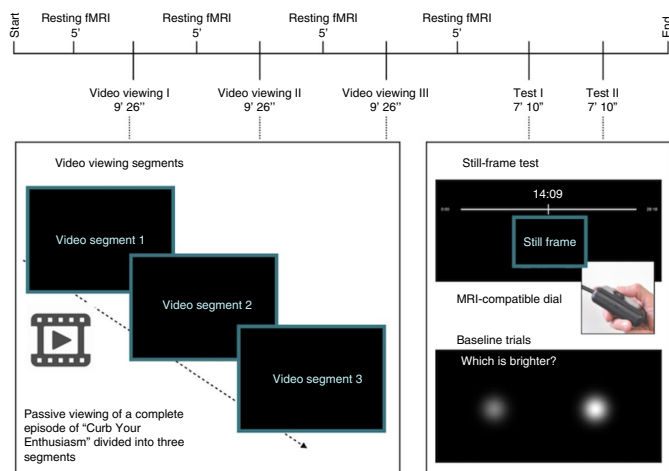 Start
Resting fMRI
5'
Resting fMRI
5'
Resting fMRI
5'
Resting fMRI
5'
End
Video viewing I
9' 26"
Video viewing II
9' 26"
Video viewing III
9' 26"
Test I
7' 10"
Test II
7' 10"
Video viewing segments
Video segment 1
Video segment 2
Video segment 3
Passive viewing of a complete
episode of “Curb Your
Enthusiasm” divided into three
segments
Still-frame test
14:09
Still frame
MRI-compatible dial
Baseline trials
Which is brighter?